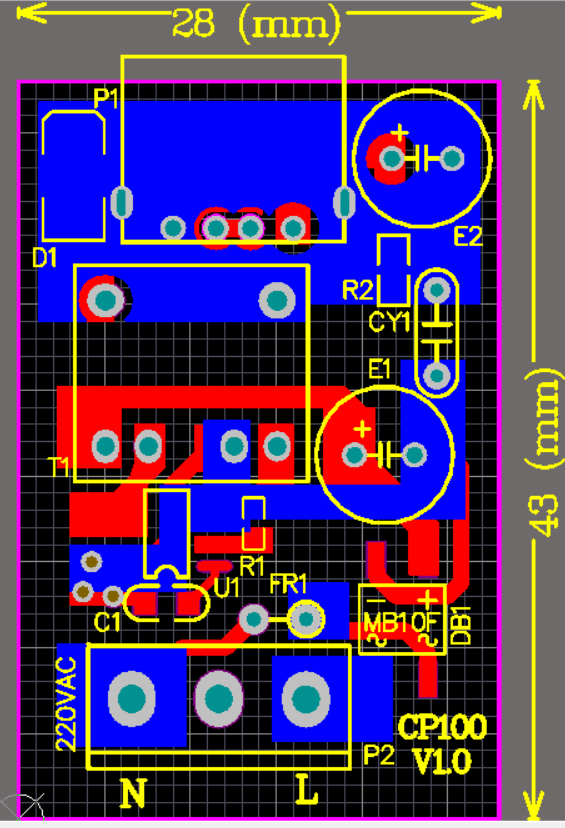 28 (mm)
P1
+
E2
D1
R2
CY1
E1
+
T1
43 (mm)
R1
U1
FR1
C1
- +
MB10F
~ ~
DB1
220VAC
P2
CP100
V1.0
N L